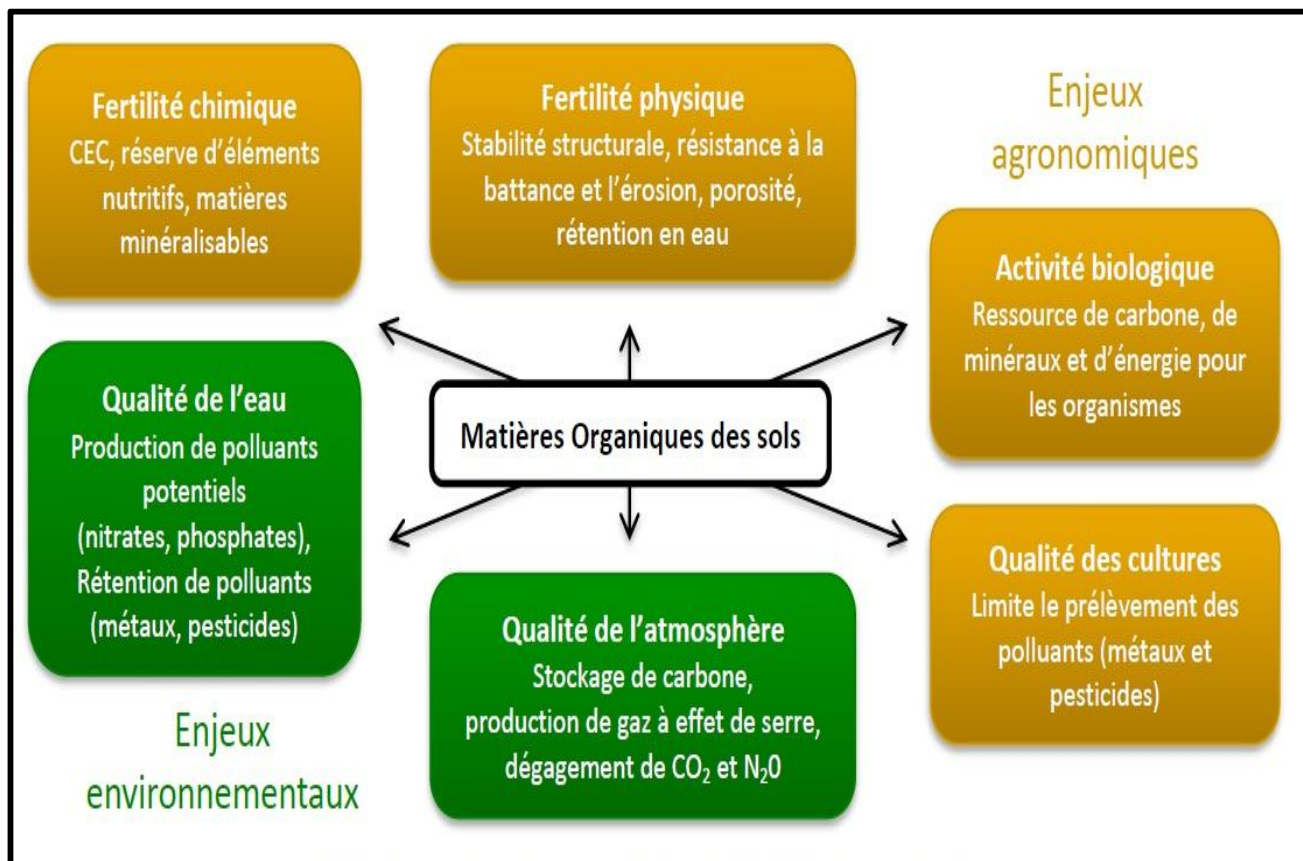 Fertilité chimique
CEC, réserve d'éléments
nutritifs, matières
minéralisables
Fertilité physique
Stabilité structurale, résistance à la
battance et l'érosion, porosité,
rétention en eau
Enjeux
agronomiques
Activité biologique
Ressource de carbone, de
minéraux et d'énergie pour
les organismes
Qualité de l'eau
Production de polluants
potentiels
(nitrates, phosphates),
Rétention de polluants
(métaux, pesticides)
Matières Organiques des sols
Qualité des cultures
Limite le prélèvement des
polluants (métaux et
pesticides)
Qualité de l'atmosphère
Stockage de carbone,
production de gaz à effet de serre,
dégagement de CO₂ et N₂0
Enjeux
environnementaux